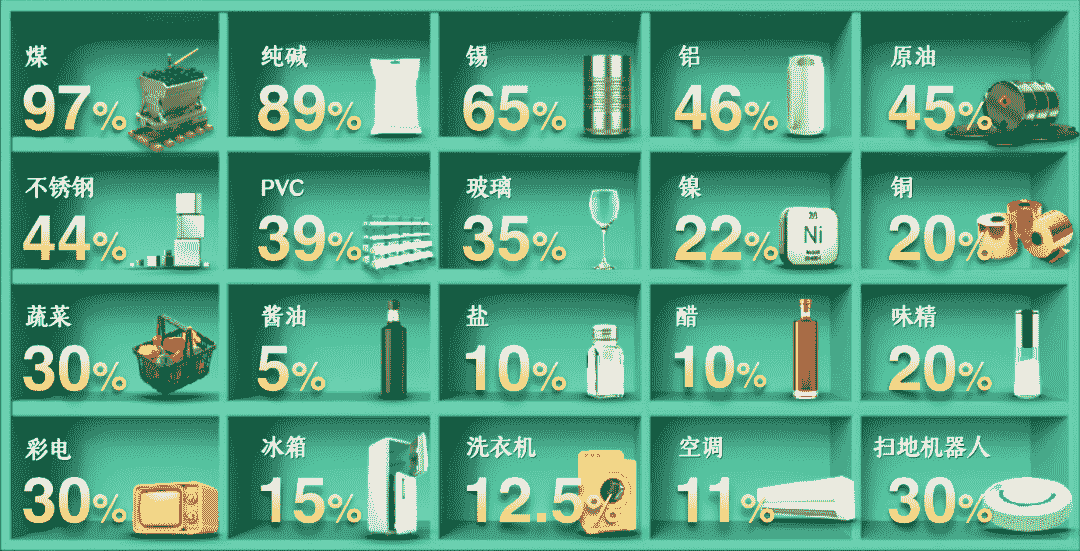 煤
97%
纯碱
89%
锡
65%
铝
46%
原油
45%
不锈钢
44%
PVC
39%
玻璃
35%
镍
22%
Ni
铜
20%
蔬菜
30%
酱油
5%
盐
10%
醋
10%
味精
20%
彩电
30%
冰箱
15%
洗衣机
12.5%
空调
11%
扫地机器人
30%